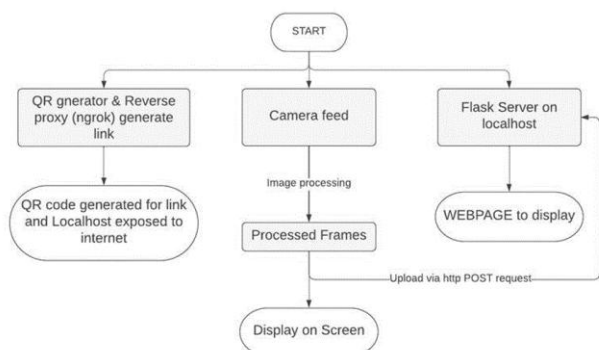 START
QR gnerator & Reverse
proxy (ngrok) generate
link
Camera feed
Flask Server on
localhost
Image processing
QR code generated for link
and Localhost exposed to
internet
WEBPAGE to display
Processed Frames
Upload via http POST request
Display on Screen